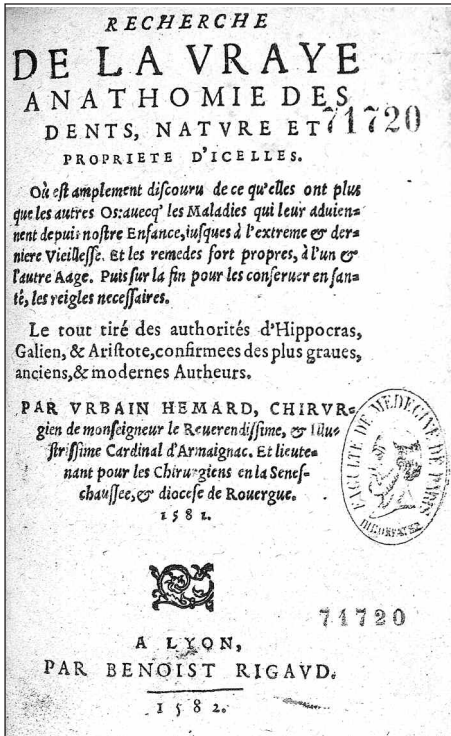 RECHERCHE
DE LA VRAYE
ANATHOMIE DES
DENTS, NATVRE ET
71720
PROPRIETE D'ICELLES.
Où eſt amplement diſcouru de ce qu'elles ont plus
que les autres Os: auecq' les Maladies qui leur aduien=
nent depuis noſtre Enfance, iuſques à l'extreme & der=
niere Vieilleſſe. Et les remedes fort propres, à l'un &
l'autre Aage. Puis ſur la fin pour les conſeruer en ſan=
té, les reigles neceſſaires.
Le tout tiré des authorités d'Hippocras,
Galien, & Ariſtote, confirmees des plus graues,
anciens, & modernes Autheurs.
PAR VRBAIN HEMARD, CHIRVR=
gien de monſeigneur le Reuerendiſſime, & Illu=
ſtriſſime Cardinal d'Armaignac. Et lieute=
nant pour les Chirurgiens en la Seneſ=
chauſſee, & dioceſe de Rouergue.
1581.
FACULTE DE MEDECINE DE PARIS
71720
A LYON,
PAR BENOIST RIGAVD.
1582.